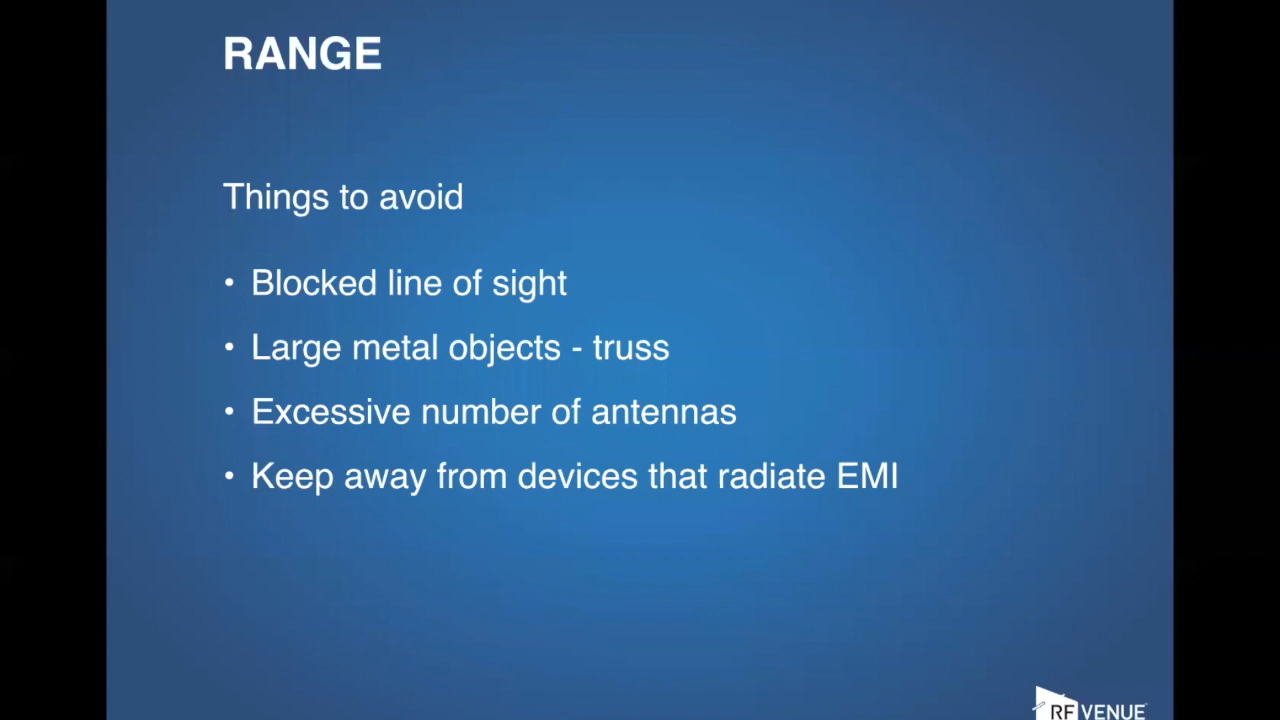 RANGE
Things to avoid
• Blocked line of sight
• Large metal objects - truss
• Excessive number of antennas
• Keep away from devices that radiate EMI
RF VENUE